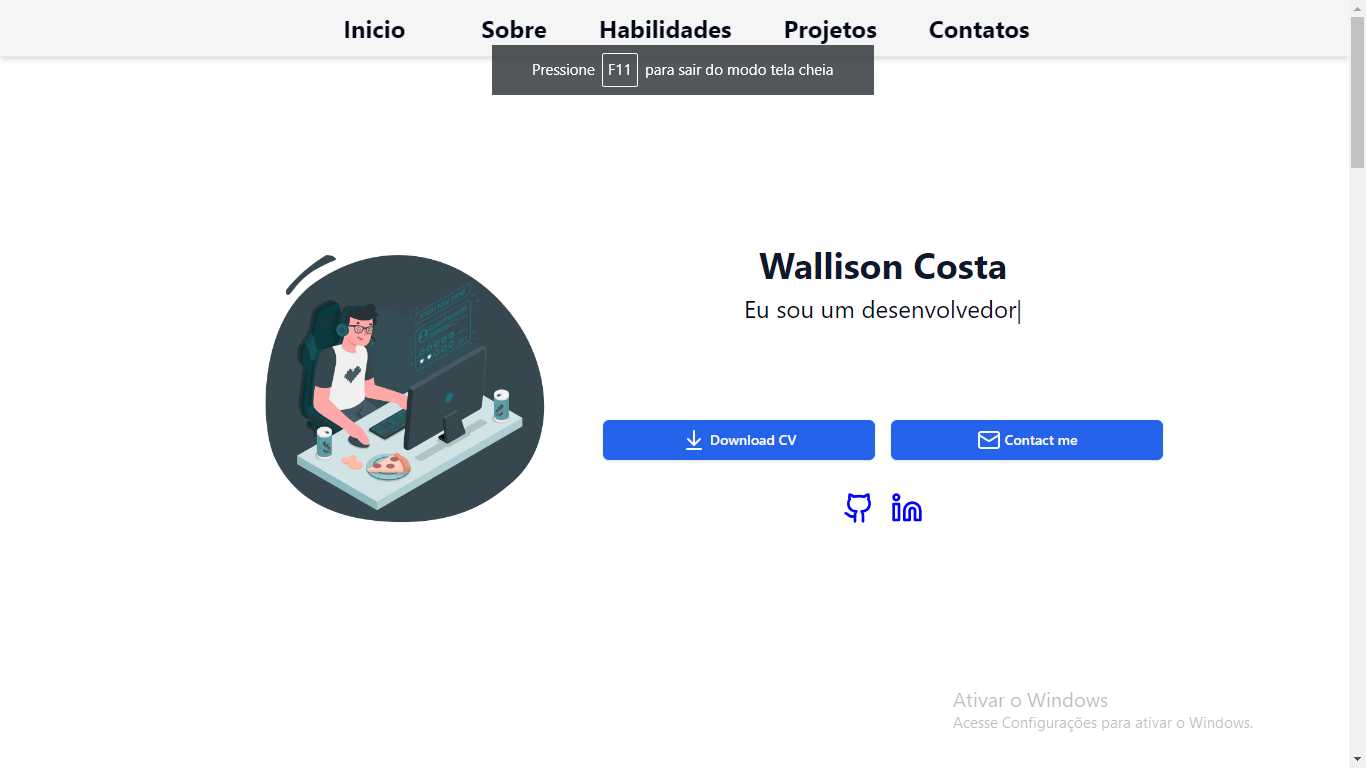 Inicio Sobre Habilidades Projetos Contatos
Pressione F11 para sair do modo tela cheia
Wallison Costa
Eu sou um desenvolvedor|
Download CV Contact me
Ativar o Windows
Acesse Configurações para ativar o Windows.